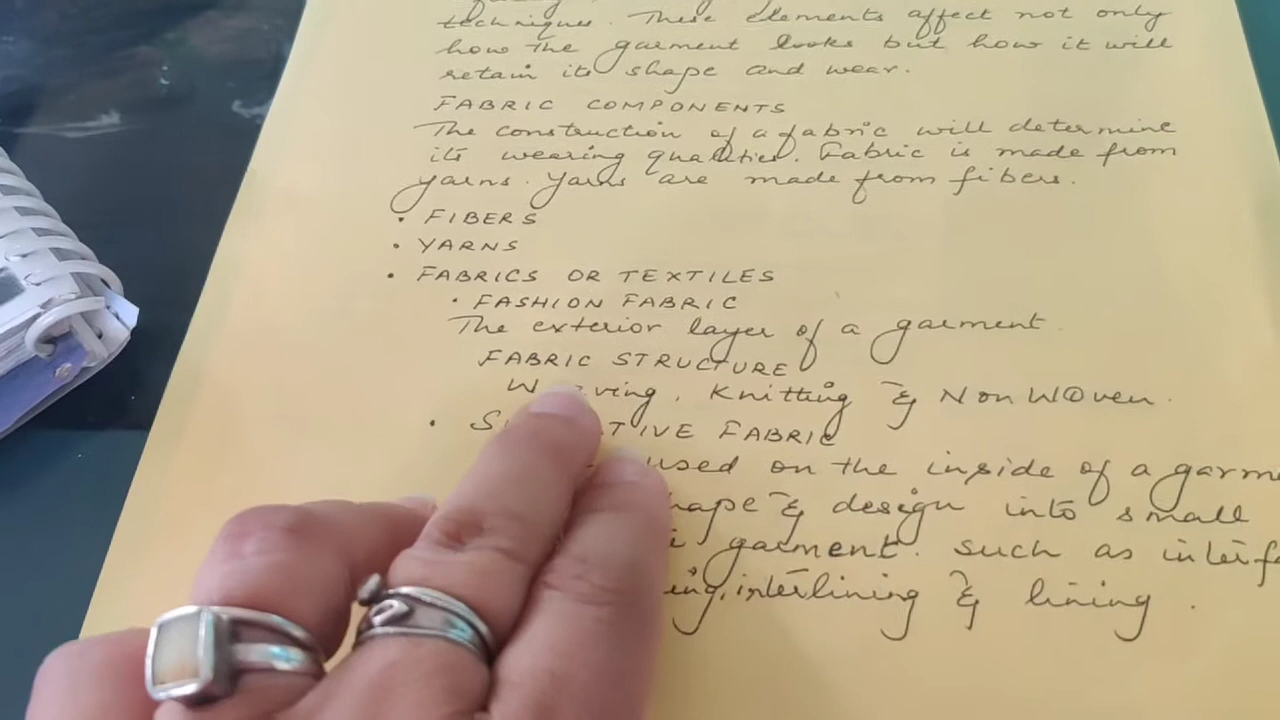 techniques. These elements affect not only
how the garment looks but how it will
retain its shape and wear.
FABRIC COMPONENTS
The construction of a fabric will determine
its wearing qualities. Fabric is made from
yarns. Yarns are made from fibers.
• FIBERS
• YARNS
• FABRICS OR TEXTILES
• FASHION FABRIC
The exterior layer of a garment
FABRIC STRUCTURE
Knitting & Non Woven.
• FABRIC
used on the inside of a
& design into small
garment. such as
interlining & lining.